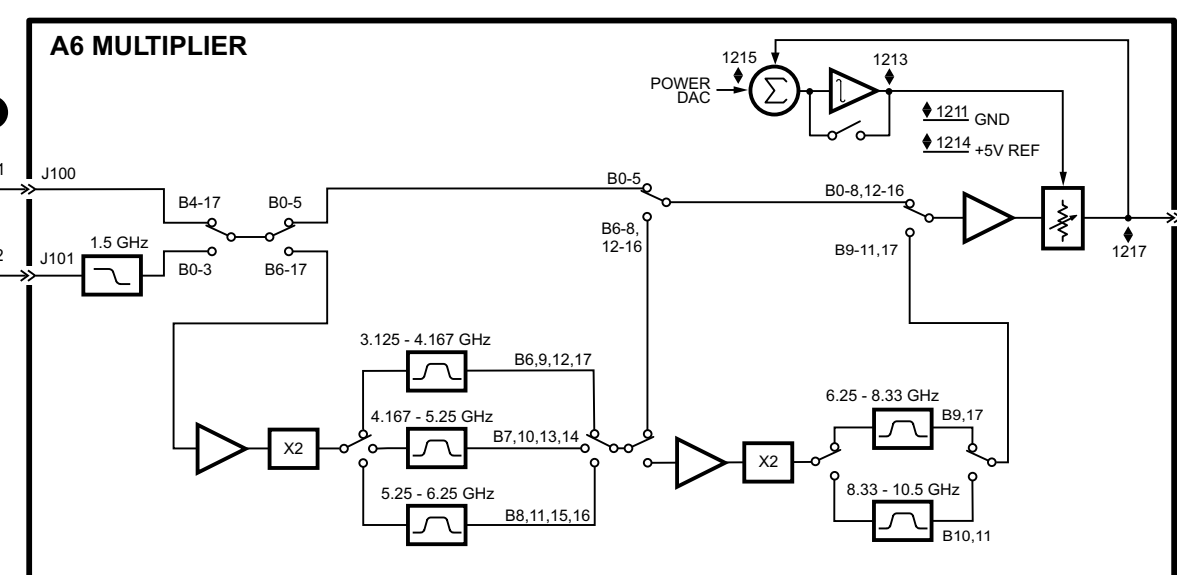 A6 MULTIPLIER
1215
1213
POWER
DAC
Σ
1211 GND
1214 +5V REF
1
J100
B4-17
B0-5
B0-5
B0-8,12-16
1.5 GHz
2
J101
B0-3
B6-17
B6-8,
12-16
B9-11,17
1217
3.125 - 4.167 GHz
B6,9,12,17
4.167 - 5.25 GHz
B7,10,13,14
X2
5.25 - 6.25 GHz
B8,11,15,16
6.25 - 8.33 GHz
B9,17
X2
8.33 - 10.5 GHz
B10,11